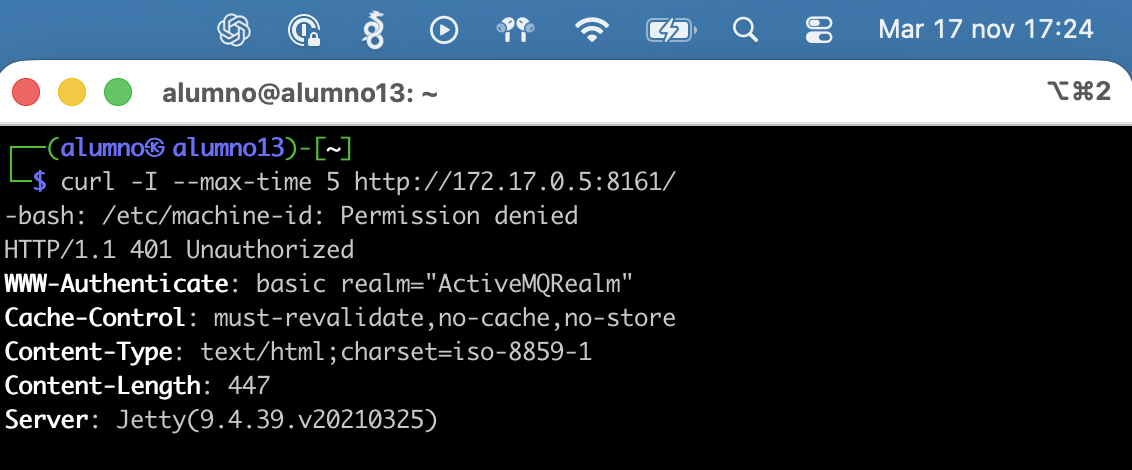 Mar 17 nov 17:24
alumno@alumno13: ~
⌥⌘2
┌──(alumno㉿ alumno13)-[~]
└─$ curl -I --max-time 5 http://172.17.0.5:8161/
-bash: /etc/machine-id: Permission denied
HTTP/1.1 401 Unauthorized
WWW-Authenticate: basic realm="ActiveMQRealm"
Cache-Control: must-revalidate,no-cache,no-store
Content-Type: text/html;charset=iso-8859-1
Content-Length: 447
Server: Jetty(9.4.39.v20210325)